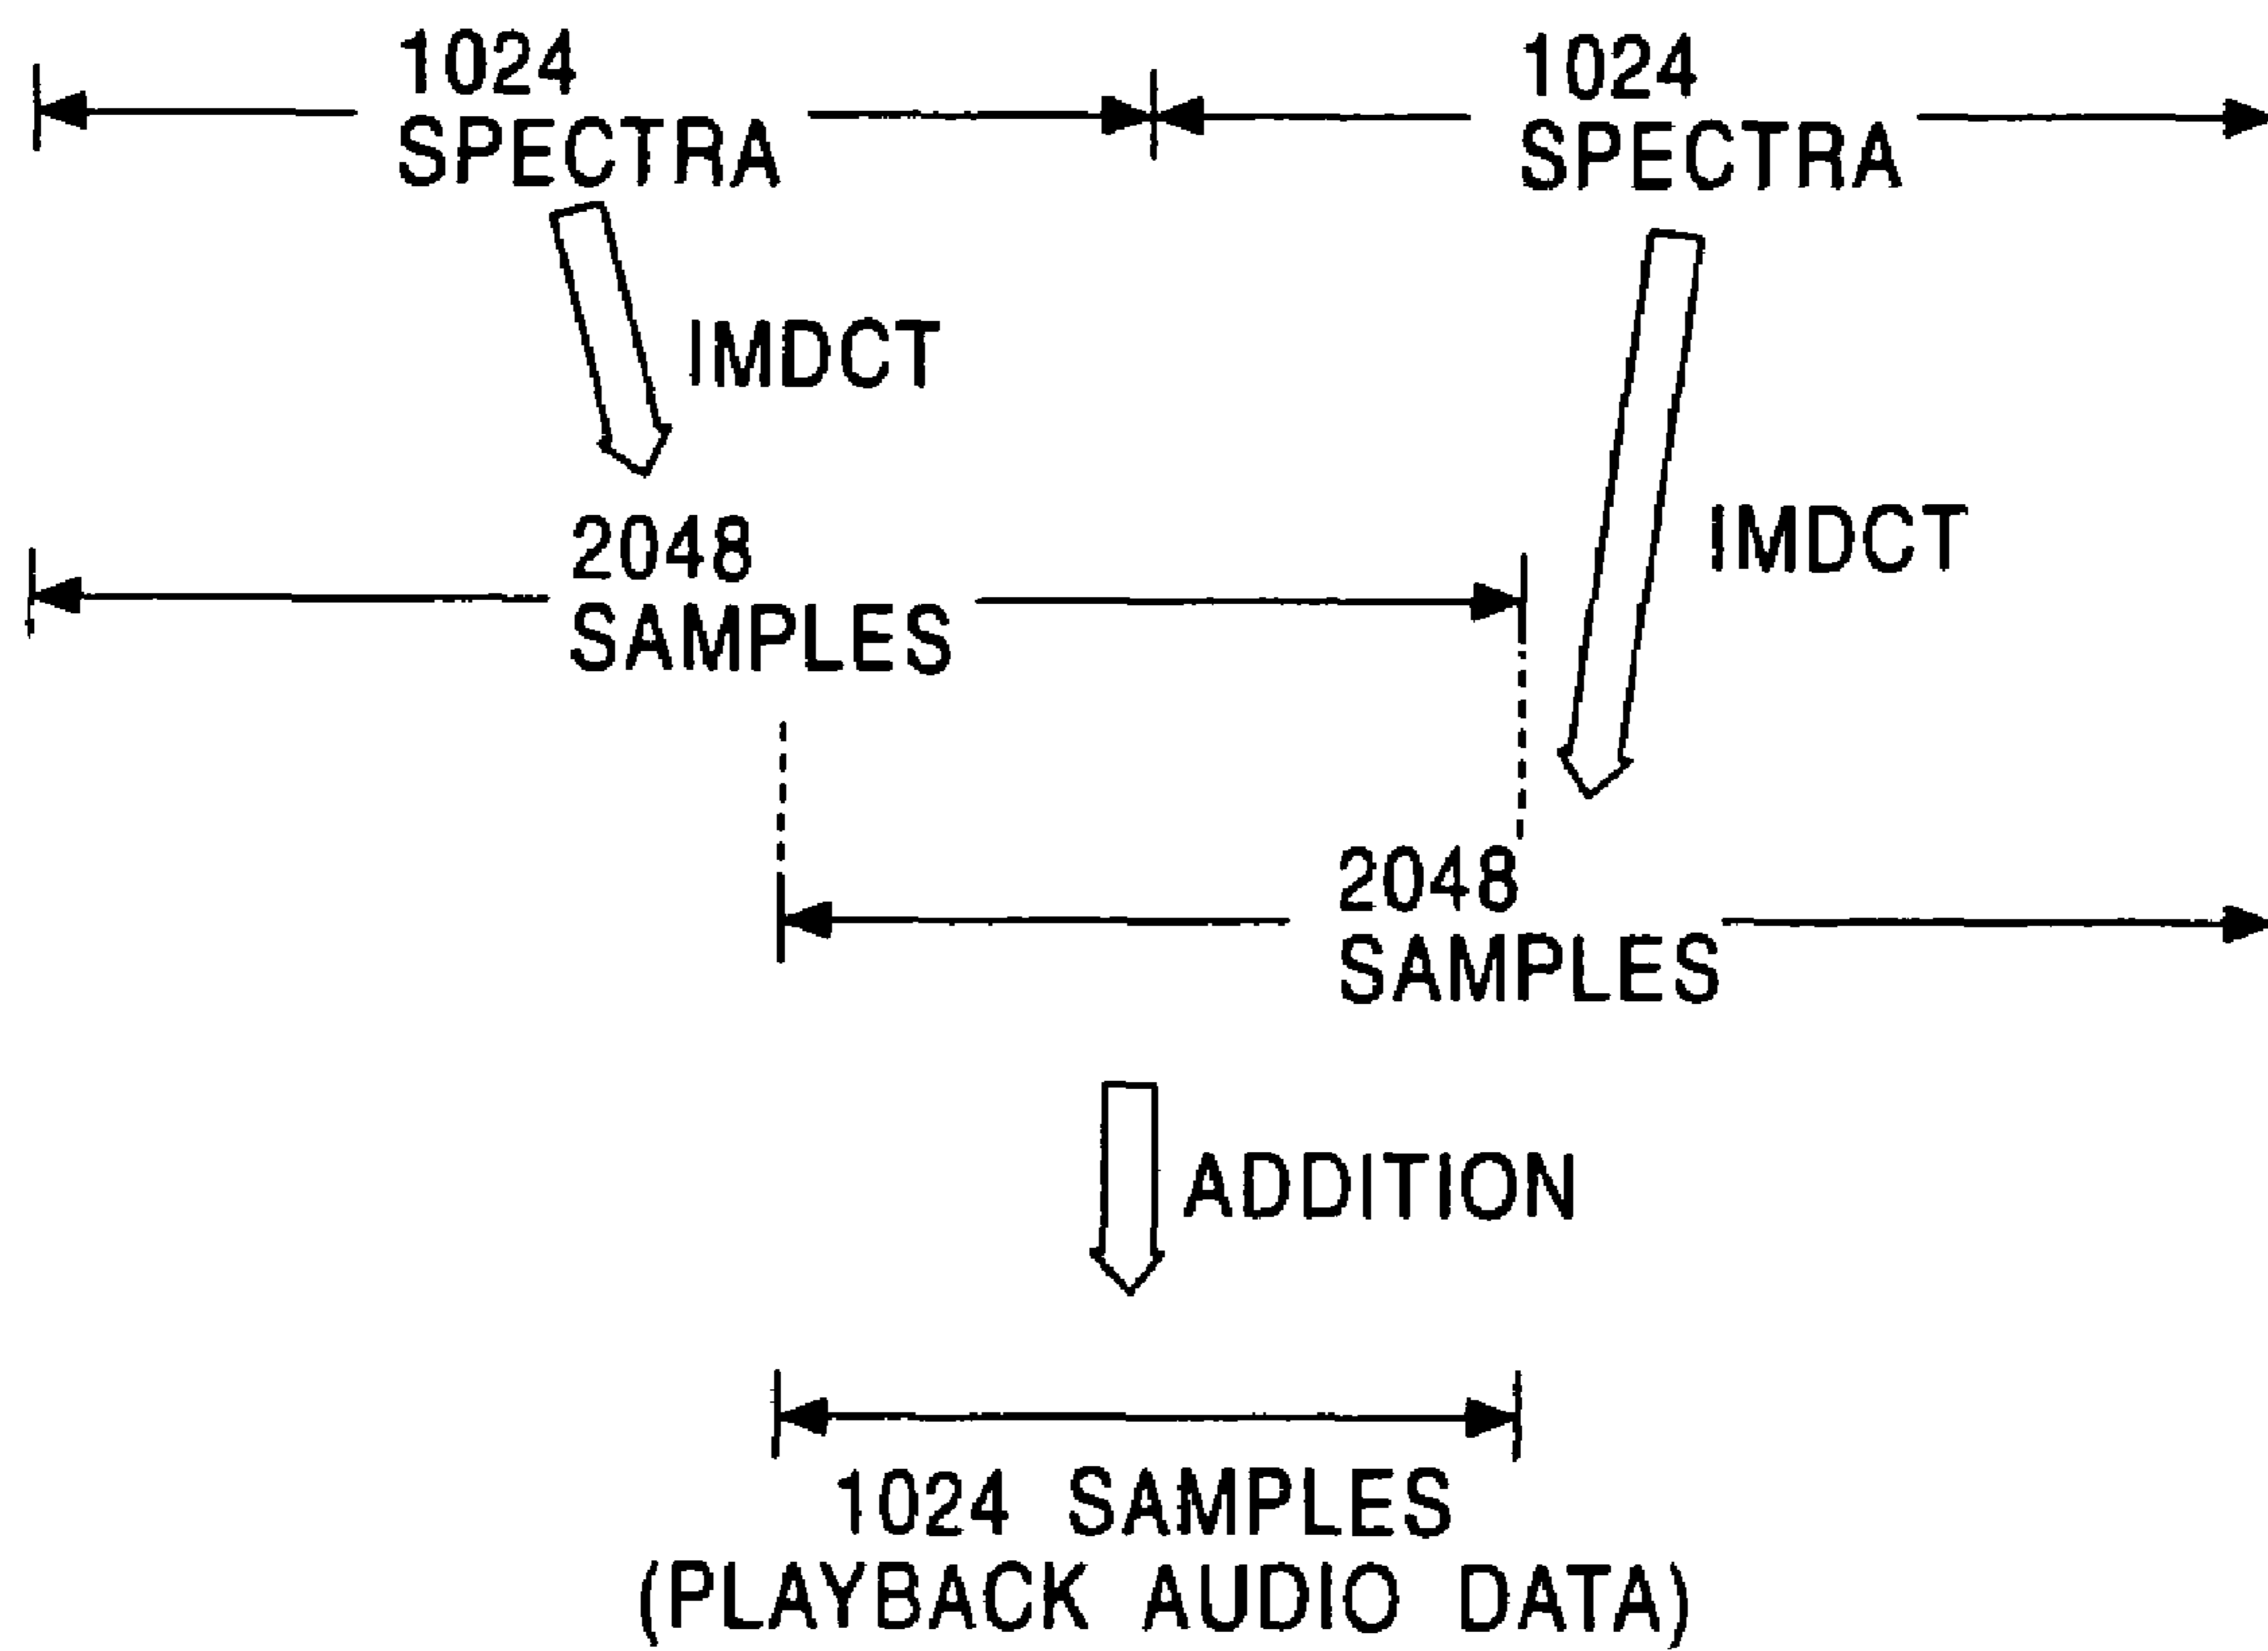 1024
SPECTRA
1024
SPECTRA
IMDCT
IMDCT
2048
SAMPLES
2048
SAMPLES
ADDITION
1024 SAMPLES
(PLAYBACK AUDIO DATA)